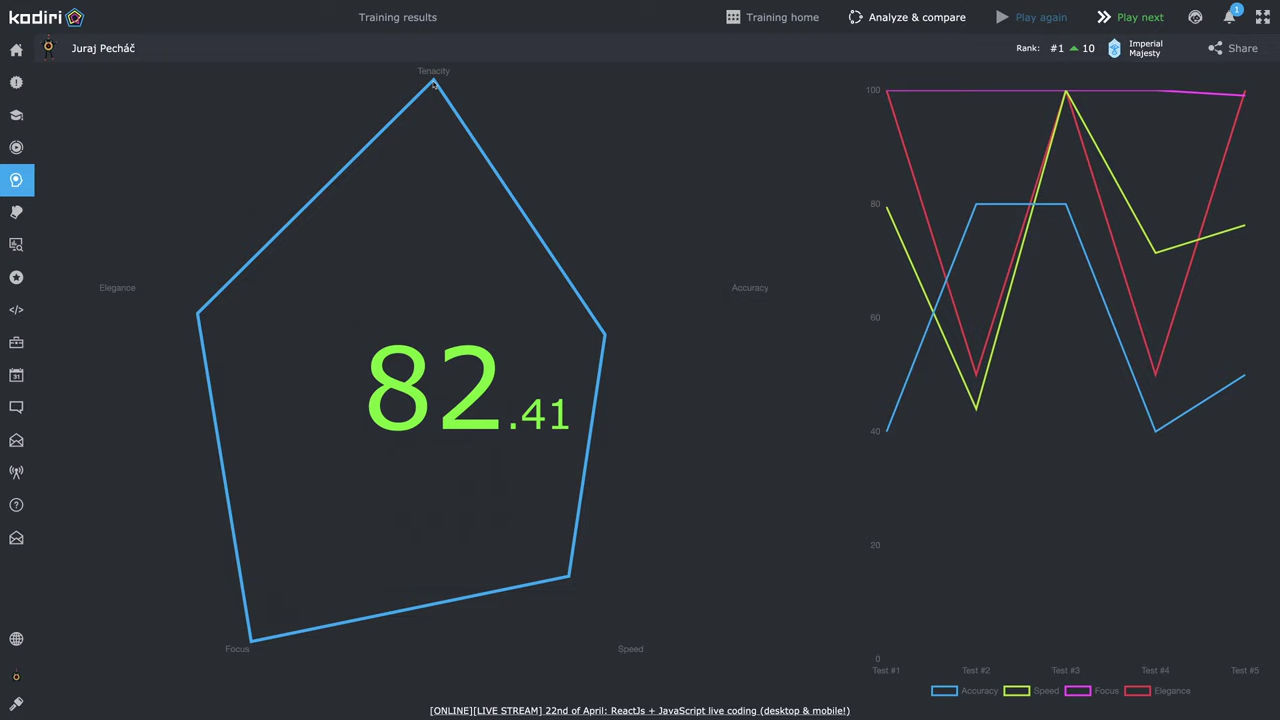 kodiri
Training results
Training home
Analyze & compare
Play again
Play next
1
Juraj Pecháč
Rank: #1 10
Imperial
Majesty
Share
Tenacity
Elegance
Accuracy
82.41
Focus
Speed
100
80
60
40
20
0
Test #1
Test #2
Test #3
Test #4
Test #5
Accuracy
Speed
Focus
Elegance
31
[ONLINE][LIVE STREAM] 22nd of April: ReactJs + JavaScript live coding (desktop & mobile!)